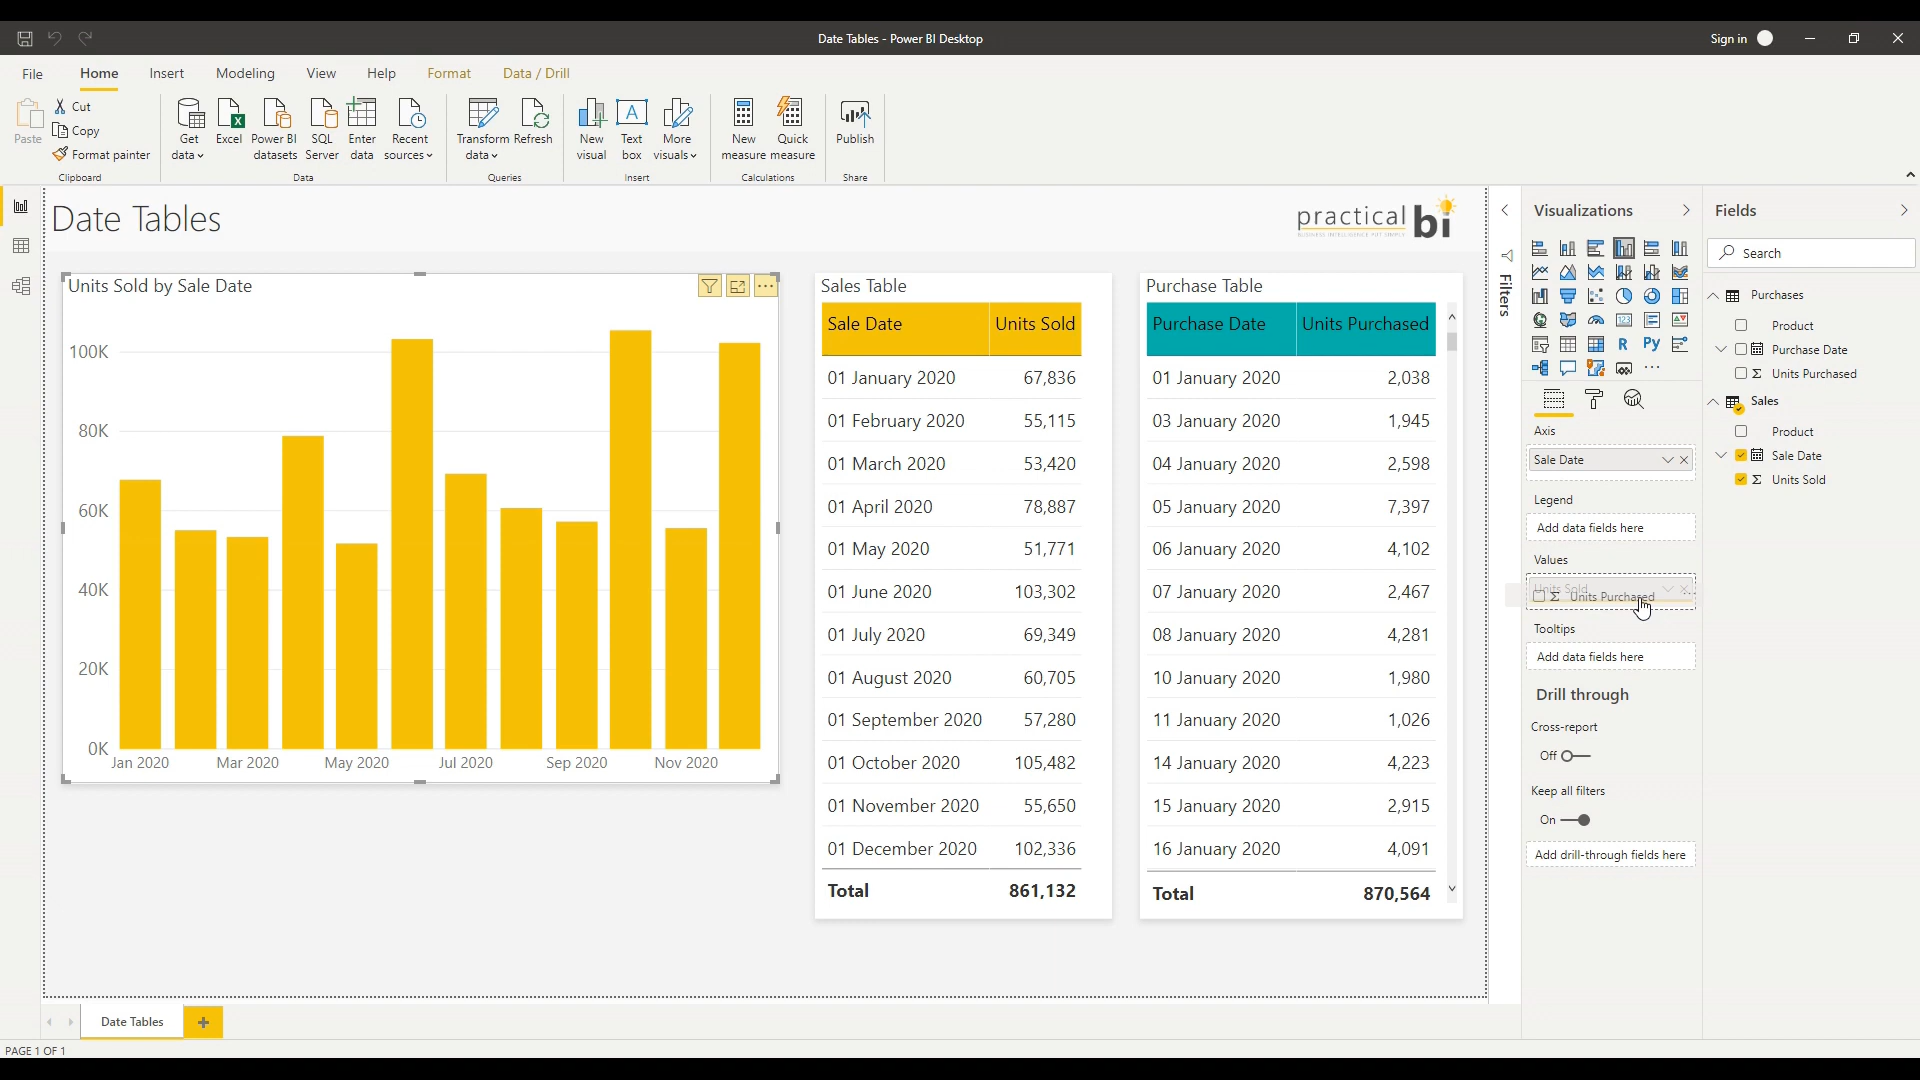 Date Tables - Power BI Desktop
Sign in
File Home Insert Modeling View Help Format Data / Drill
Paste
Cut
Copy
Format painter
Clipboard
Get data
Excel
Power BI datasets
SQL Server
Enter data
Recent sources
Data
Transform data
Refresh
Queries
New visual
Text box
More visuals
Insert
New measure
Quick measure
Calculations
Publish
Share
Date Tables
practical bi
Units Sold by Sale Date
100K
80K
60K
40K
20K
0K
Jan 2020 Mar 2020 May 2020 Jul 2020 Sep 2020 Nov 2020
Sales Table
Sale Date Units Sold
01 January 2020 67,836
01 February 2020 55,115
01 March 2020 53,420
01 April 2020 78,887
01 May 2020 51,771
01 June 2020 103,302
01 July 2020 69,349
01 August 2020 60,705
01 September 2020 57,280
01 October 2020 105,482
01 November 2020 55,650
01 December 2020 102,336
Total 861,132
Purchase Table
Purchase Date Units Purchased
01 January 2020 2,038
03 January 2020 1,945
04 January 2020 2,598
05 January 2020 7,397
06 January 2020 4,102
07 January 2020 2,467
08 January 2020 4,281
10 January 2020 1,980
11 January 2020 1,026
14 January 2020 4,223
15 January 2020 2,915
16 January 2020 4,091
Total 870,564
Filters
Visualizations
R Py
Axis
Sale Date
Legend
Add data fields here
Values
Units Sold
Σ Units Purchased
Tooltips
Add data fields here
Drill through
Cross-report
Off
Keep all filters
On
Add drill-through fields here
Fields
Search
Purchases
Product
Purchase Date
Σ Units Purchased
Sales
Product
Sale Date
Σ Units Sold
Date Tables
PAGE 1 OF 1